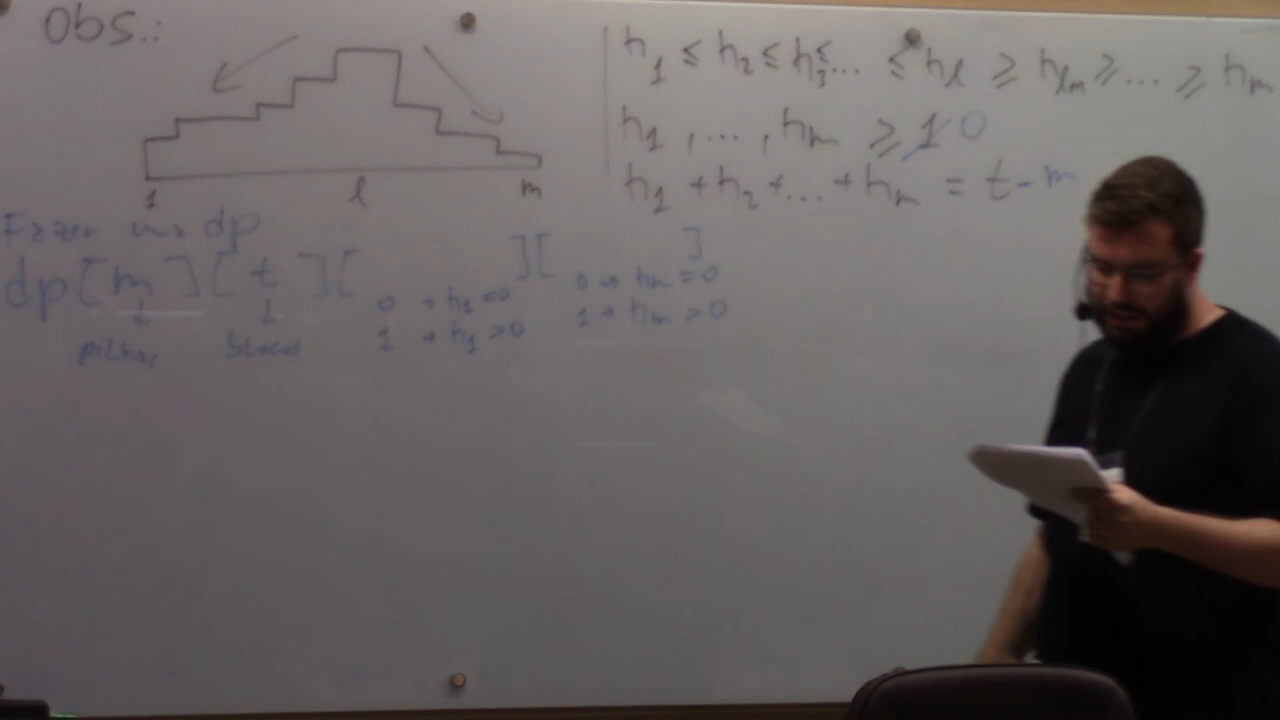 Obs.:
h₁ ≤ h₂ ≤ h₃ ≤ ... ≤ hₗ ≥ hₗₘ ≥ ... ≥ hₘ
h₁, ..., hₘ ≥ 1 0
h₁ + h₂ + ... + hₘ = t - m
1 l m
Fazer uma dp
dp[m][t][ ][ ]
0 → h₁ = 0
1 → h₁ > 0
0 → hₘ = 0
1 → hₘ > 0
pilhas blocos